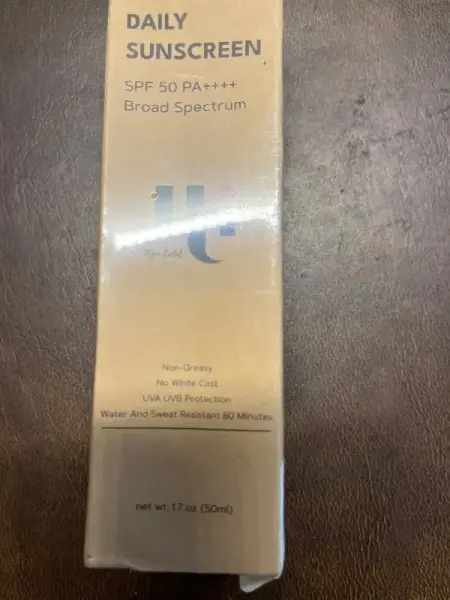 DAILY
SUNSCREEN
SPF 50 PA++++
Broad Spectrum
Non-Greasy
No White Cast
UVA UVB Protection
Water And Sweat Resistant 80 Minutes
net wt. 1.7 oz (50ml)